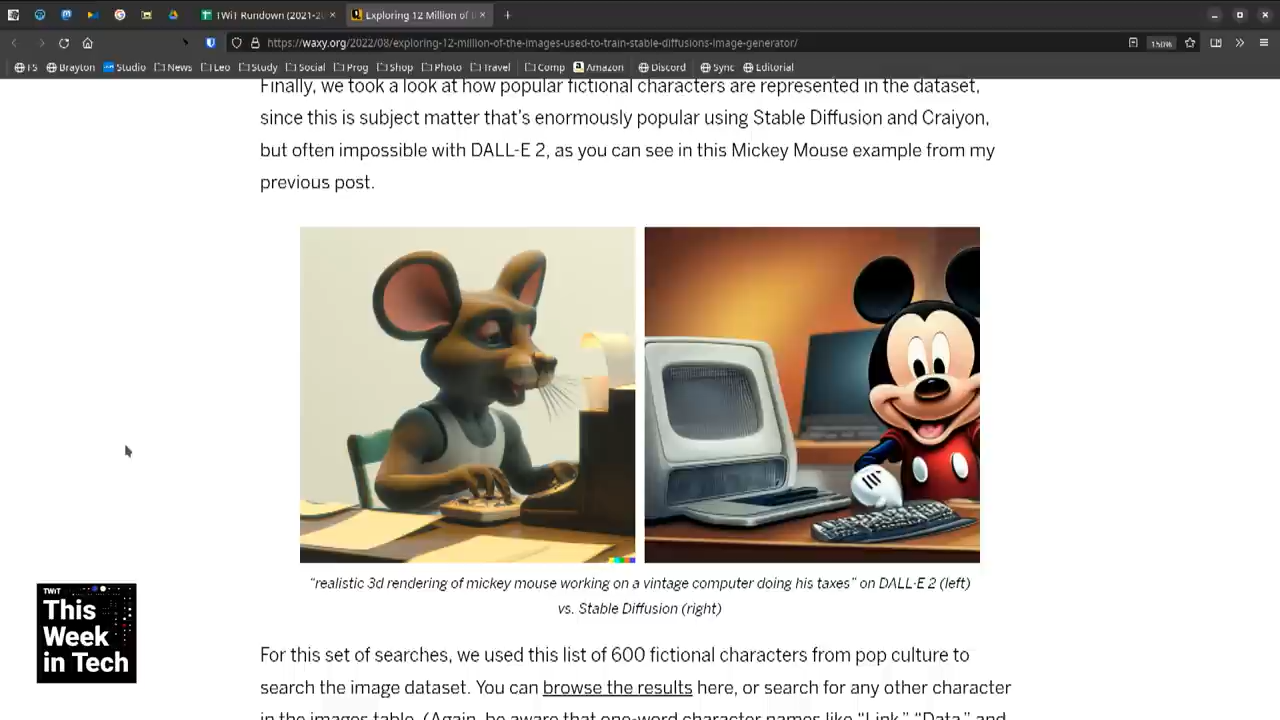 TWiT Rundown (2021-20
Exploring 12 Million of t
https://waxy.org/2022/08/exploring-12-million-of-the-images-used-to-train-stable-diffusions-image-generator/
150%
FS Brayton Studio News Leo Study Social Prog Shop Photo Travel Comp Amazon Discord Sync Editorial
Finally, we took a look at how popular fictional characters are represented in the dataset,
since this is subject matter that's enormously popular using Stable Diffusion and Craiyon,
but often impossible with DALL-E 2, as you can see in this Mickey Mouse example from my
previous post.
“realistic 3d rendering of mickey mouse working on a vintage computer doing his taxes” on DALL·E 2 (left)
vs. Stable Diffusion (right)
TWiT
This
Week
in Tech
For this set of searches, we used this list of 600 fictional characters from pop culture to
search the image dataset. You can browse the results here, or search for any other character
in the images table. (Again, be aware that one-word character names like “Link,” “Data,” and